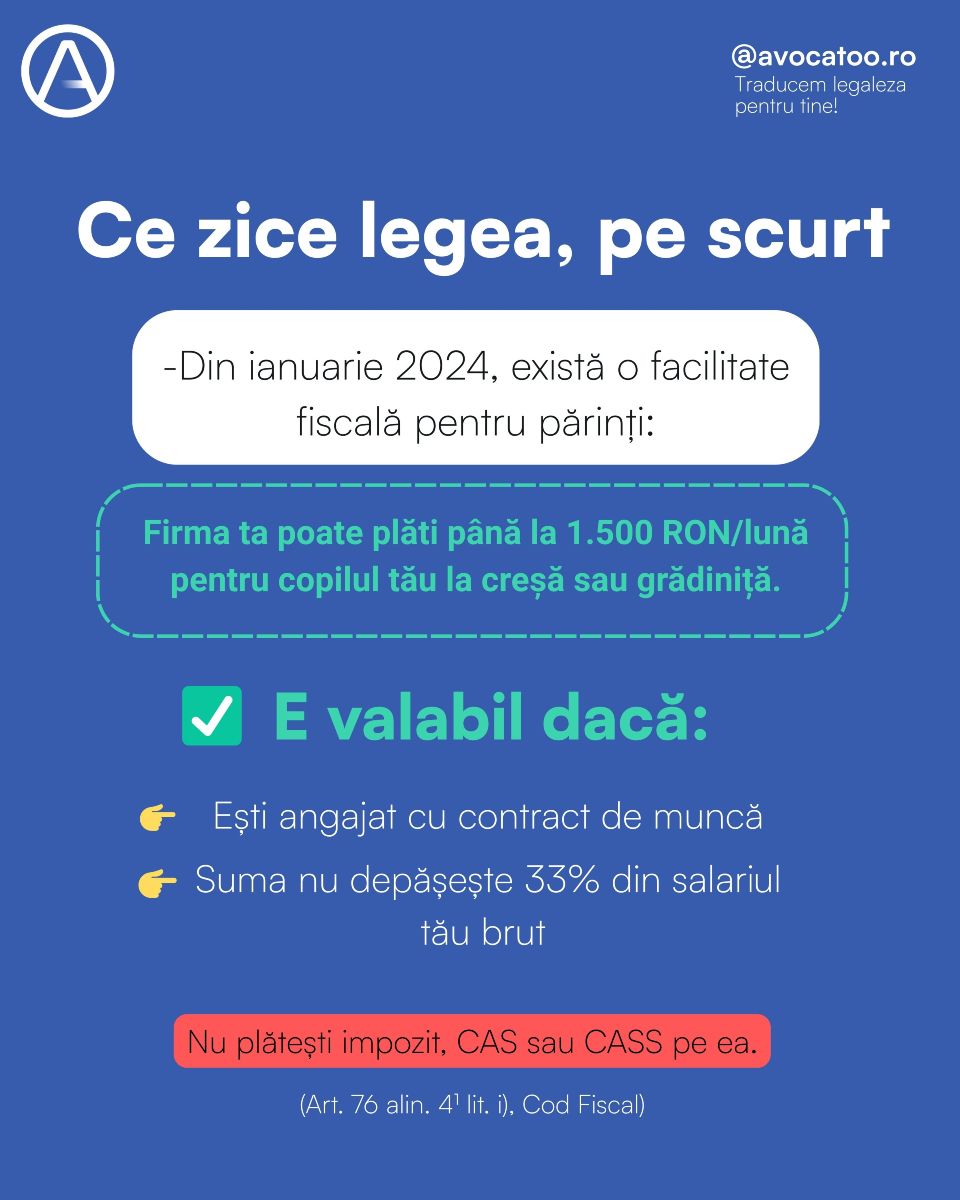 @avocatoo.ro
Traducem legaleza
pentru tine!
Ce zice legea, pe scurt
-Din ianuarie 2024, există o facilitate
fiscală pentru părinți:
Firma ta poate plăti până la 1.500 RON/lună
pentru copilul tău la creșă sau grădiniță.
E valabil dacă:
Ești angajat cu contract de muncă
Suma nu depășește 33% din salariul
tău brut
Nu plătești impozit, CAS sau CASS pe ea.
(Art. 76 alin. 4¹ lit. i), Cod Fiscal)